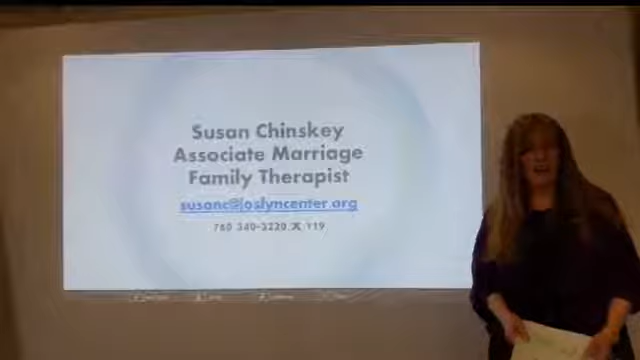 Susan Chinskey
Associate Marriage
Family Therapist
susanc@joslyncenter.org
760 340-3220 X 119